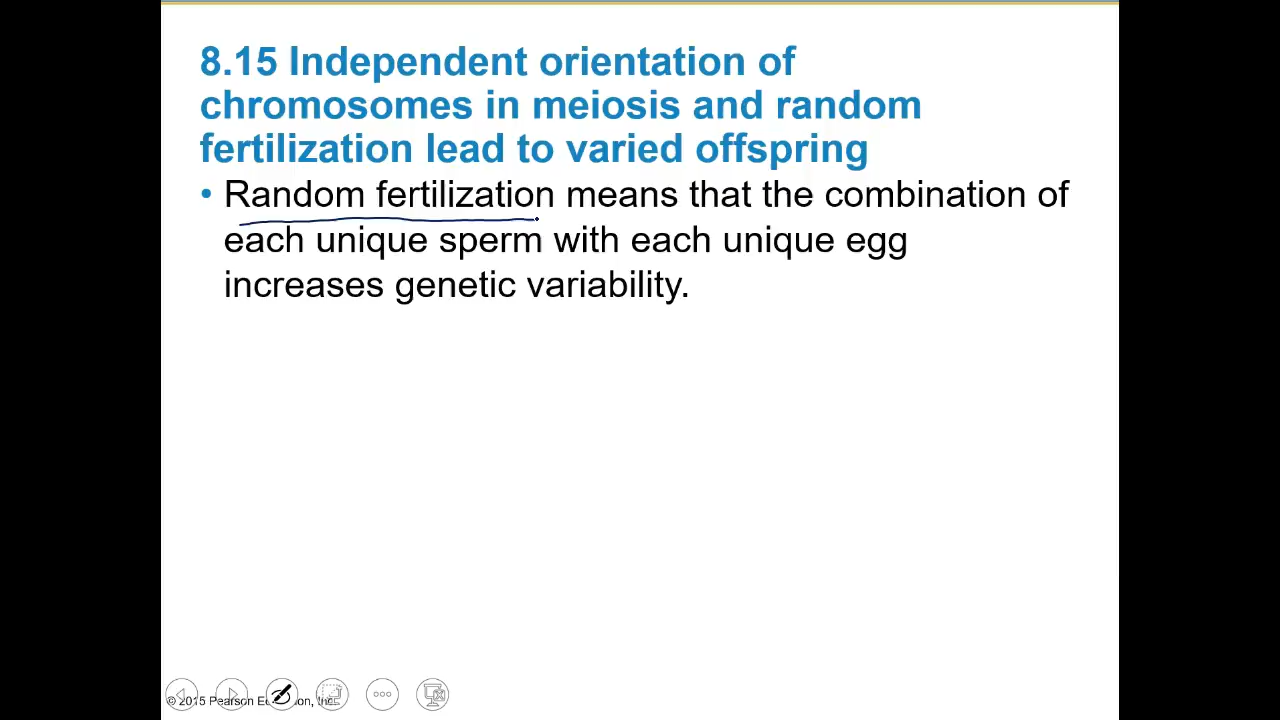 8.15 Independent orientation of
chromosomes in meiosis and random
fertilization lead to varied offspring
• Random fertilization means that the combination of
each unique sperm with each unique egg
increases genetic variability.
© 2015 Pearson Inc.